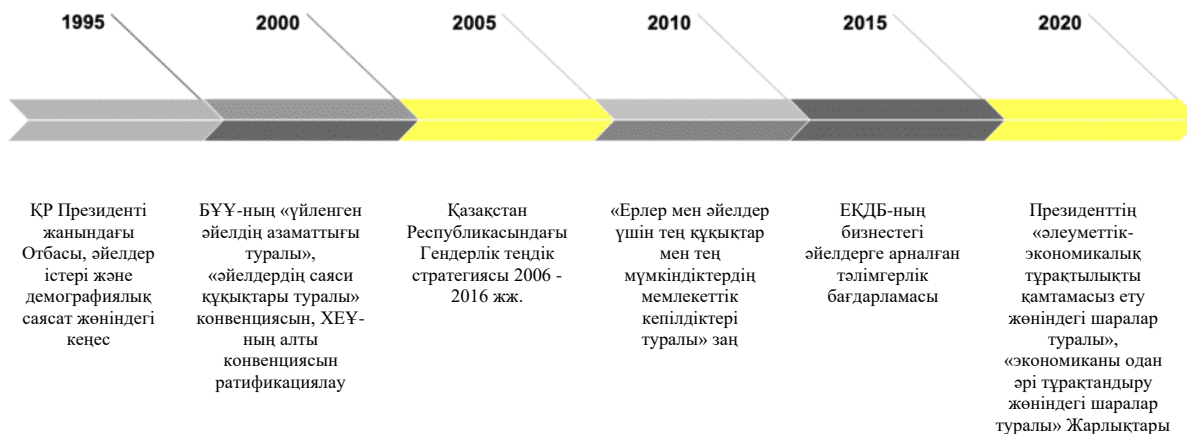 1995
2000
2005
2010
2015
2020
ҚР Президенті
жанындағы
Отбасы, әйелдер
істері және
демографиялық
саясат жөніндегі
кеңес
БҰҰ-ның «үйленген
әйелдің азаматтығы
туралы»,
«әйелдердің саяси
құқықтары туралы»
конвенциясын, ХЕҰ-
ның алты
конвенциясын
ратификациялау
Қазақстан
Республикасындағы
Гендерлік теңдік
стратегиясы 2006 -
2016 жж.
«Ерлер мен әйелдер
үшін тең құқықтар
мен тең
мүмкіндіктердің
мемлекеттік
кепілдіктері
туралы» заң
ЕҚДБ-ның
бизнестегі
әйелдерге арналған
тәлімгерлік
бағдарламасы
Президенттің
«әлеуметтік-
экономикалық
тұрақтылықты
қамтамасыз ету
жөніндегі шаралар
туралы»,
«экономиканы одан
әрі тұрақтандыру
жөніндегі шаралар
туралы» Жарлықтары